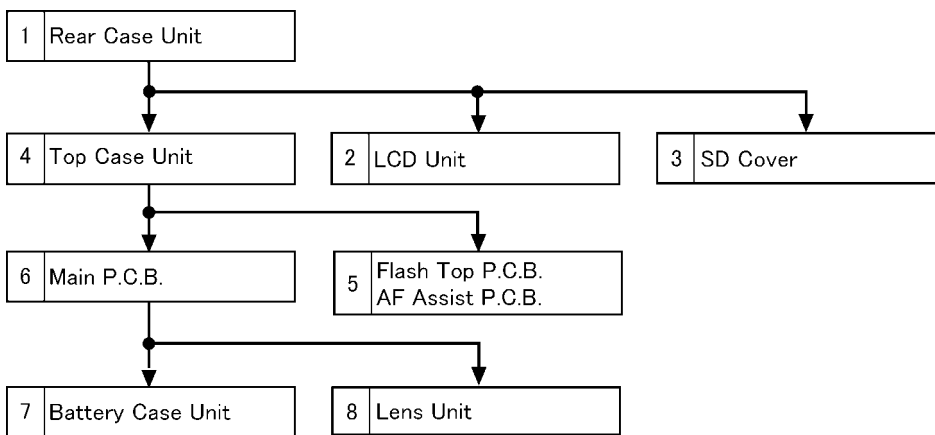 1 Rear Case Unit
4 Top Case Unit
2 LCD Unit
3 SD Cover
6 Main P.C.B.
5 Flash Top P.C.B.
AF Assist P.C.B.
7 Battery Case Unit
8 Lens Unit